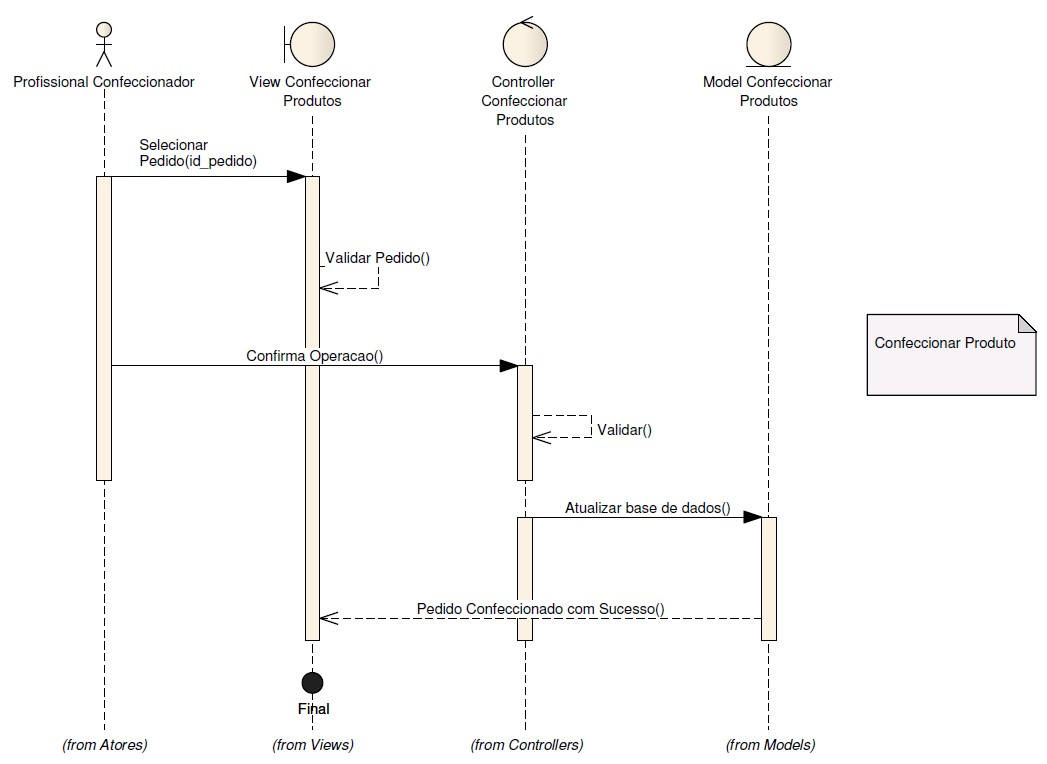 Profissional Confeccionador
View Confeccionar
Produtos
Controller
Confeccionar
Produtos
Model Confeccionar
Produtos
Selecionar
Pedido(id_pedido)
Validar Pedido()
Confeccionar Produto
Confirma Operacao()
Validar()
Atualizar base de dados()
Pedido Confeccionado com Sucesso()
Final
(from Atores)
(from Views)
(from Controllers)
(from Models)